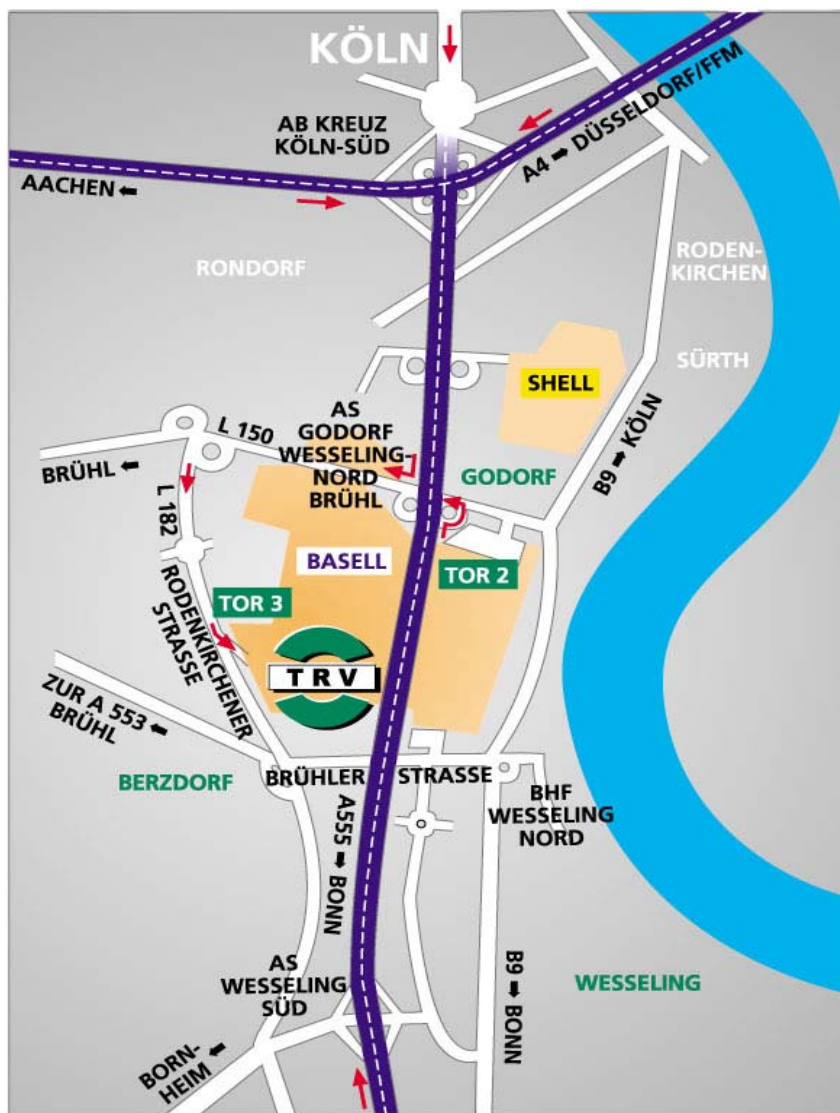 KÖLN
AB KREUZ
KÖLN-SÜD
A4 ➡ DÜSSELDORF/FFM
AACHEN ⬅
RONDORF
RODEN-
KIRCHEN
SÜRTH
SHELL
AS
GODORF
WESSELING-
NORD
BRÜHL
L 150
BRÜHL ⬅
GODORF
B9 ➡ KÖLN
L 182
BASELL
TOR 2
TOR 3
RODENKIRCHENER
STRASSE
TRV
ZUR A 553 ⬅
BRÜHL
BERZDORF
BRÜHLER
STRASSE
BHF
WESSELING
NORD
A555 ➡ BONN
AS
WESSELING
SÜD
WESSELING
B9 ➡ BONN
BORN- ⬅
HEIM